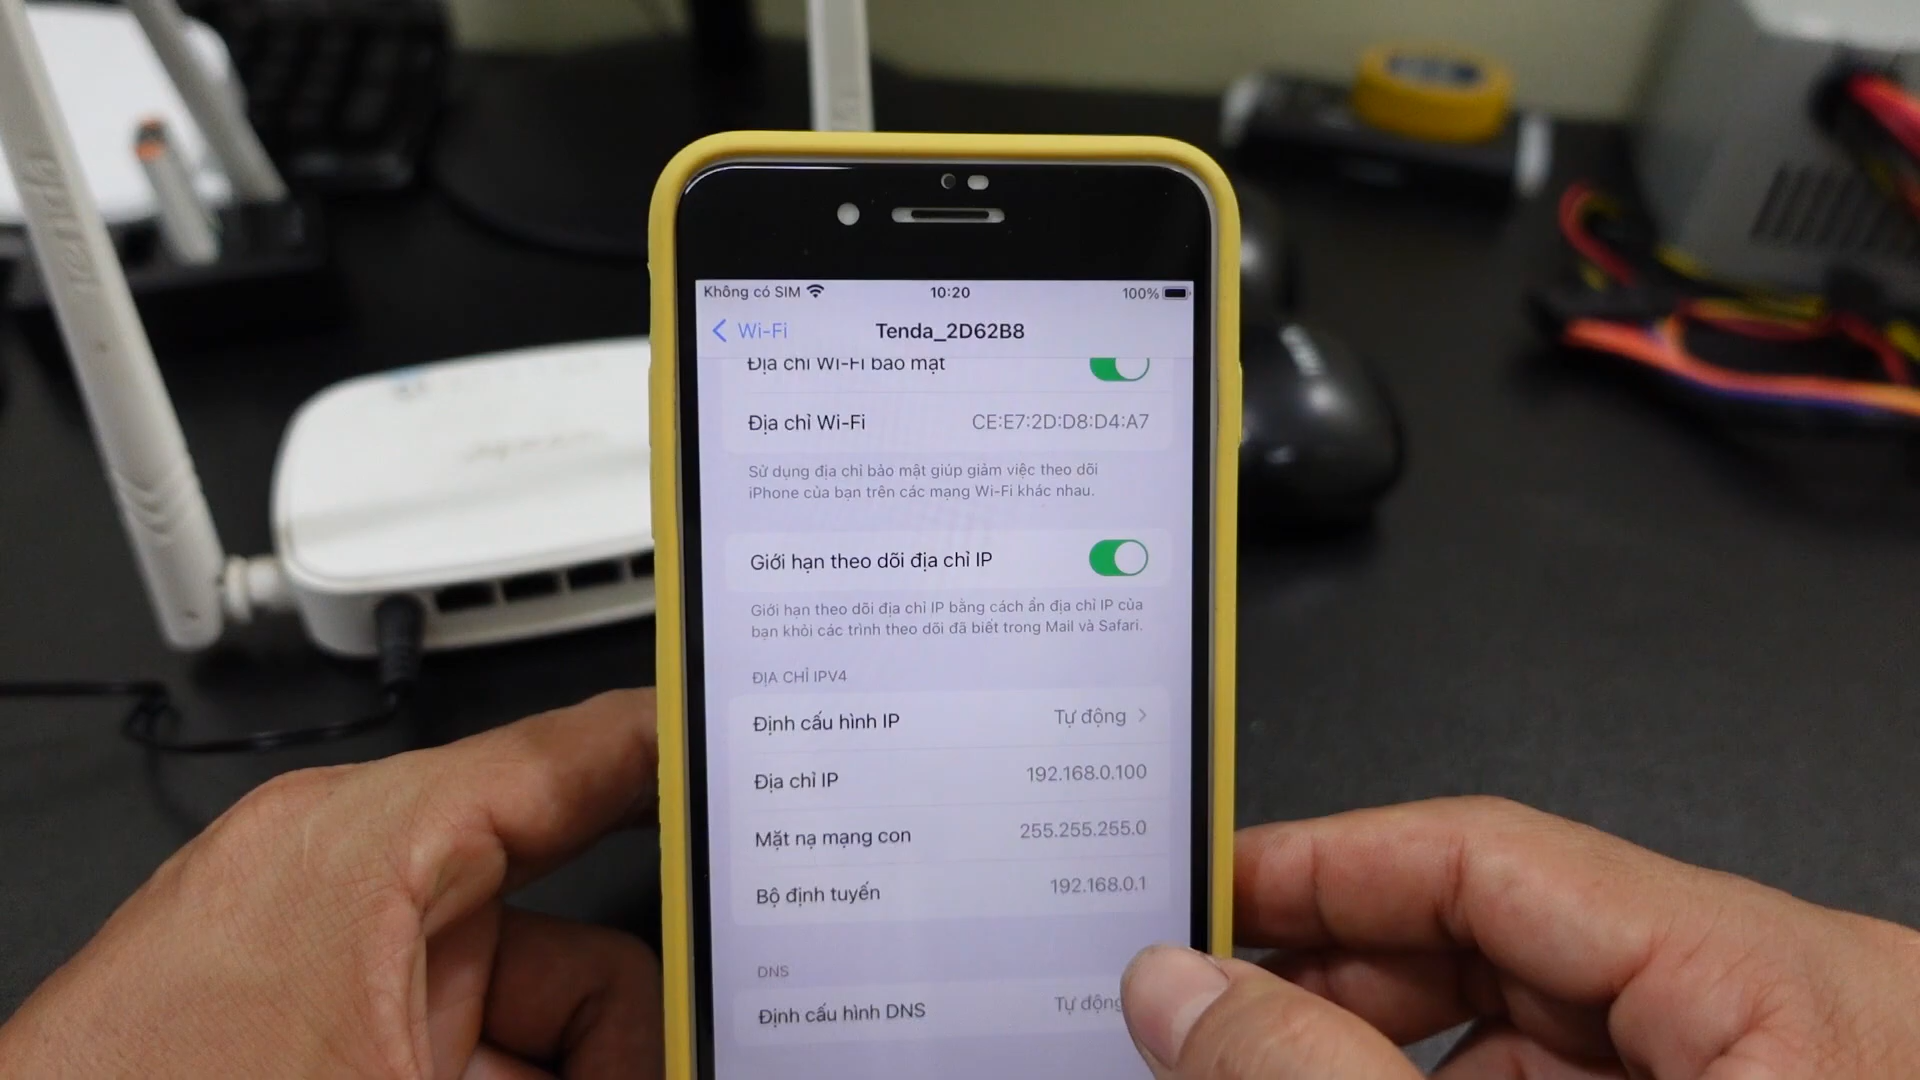 Tenda
Không có SIM
10:20
100%
Wi-Fi
Tenda_2D62B8
Địa chỉ Wi-Fi bảo mật
Địa chỉ Wi-Fi
CE:E7:2D:D8:D4:A7
Sử dụng địa chỉ bảo mật giúp giảm việc theo dõi
iPhone của bạn trên các mạng Wi-Fi khác nhau.
Giới hạn theo dõi địa chỉ IP
Giới hạn theo dõi địa chỉ IP bằng cách ẩn địa chỉ IP của
bạn khỏi các trình theo dõi đã biết trong Mail và Safari.
ĐỊA CHỈ IPV4
Định cấu hình IP
Tự động
Địa chỉ IP
192.168.0.100
Mặt nạ mạng con
255.255.255.0
Bộ định tuyến
192.168.0.1
DNS
Định cấu hình DNS
Tự động